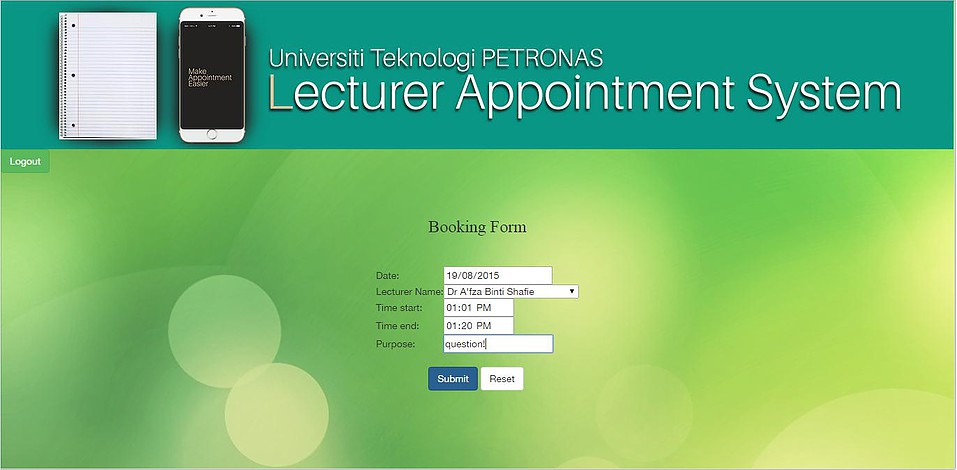 Make
Appointment
Easier
Universiti Teknologi PETRONAS
Lecturer Appointment System
Logout
Booking Form
Date: 19/08/2015
Lecturer Name: Dr A'fza Binti Shafie
Time start: 01:01 PM
Time end: 01:20 PM
Purpose: question!
Submit Reset